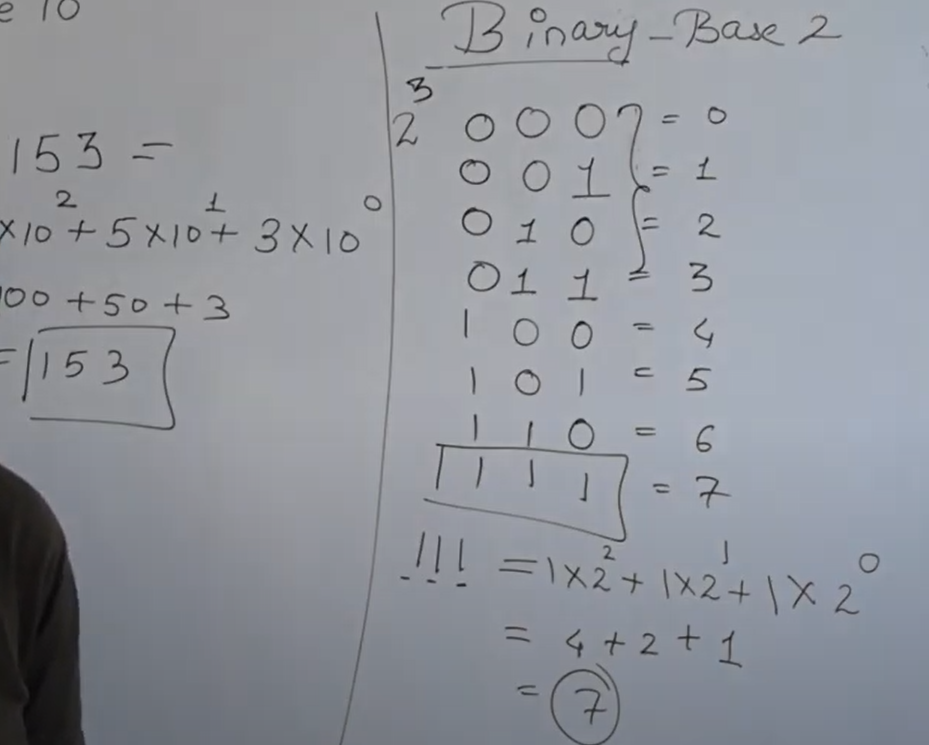 e 10
153 =
×10² + 5×10¹ + 3×10⁰
00 + 50 + 3
= 153
Binary - Base 2
2³
0 0 0 = 0
0 0 1 = 1
0 1 0 = 2
0 1 1 = 3
1 0 0 = 4
1 0 1 = 5
1 1 0 = 6
1 1 1 = 7
111 = 1×2² + 1×2¹ + 1×2⁰
= 4 + 2 + 1
= 7